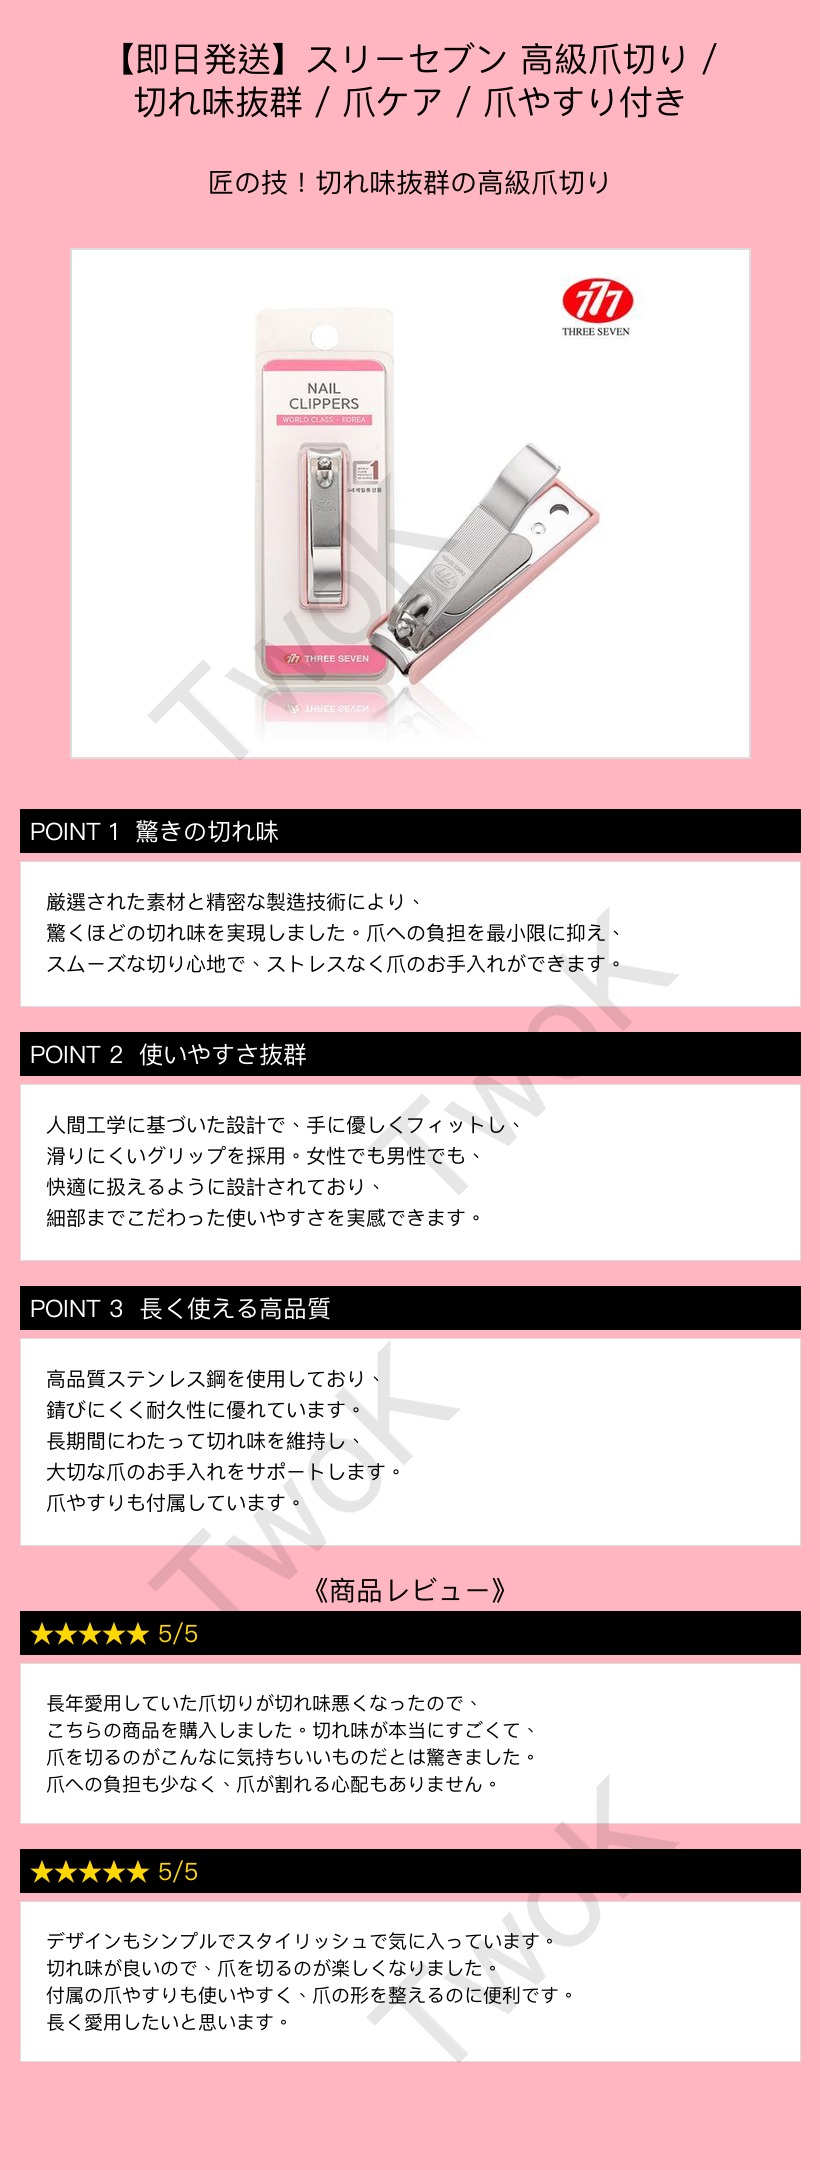 【即日発送】スリーセブン 高級爪切り /
切れ味抜群 / 爪ケア / 爪やすり付き
匠の技！切れ味抜群の高級爪切り
777
THREE SEVEN
NAIL
CLIPPERS
WORLD CLASS - KOREA
1
세계일류상품
777 THREE SEVEN
TwoK
POINT 1 驚きの切れ味
厳選された素材と精密な製造技術により、
驚くほどの切れ味を実現しました。爪への負担を最小限に抑え、
スムーズな切り心地で、ストレスなく爪のお手入れができます。
TwoK
POINT 2 使いやすさ抜群
人間工学に基づいた設計で、手に優しくフィットし、
滑りにくいグリップを採用。女性でも男性でも、
快適に扱えるように設計されており、
細部までこだわった使いやすさを実感できます。
POINT 3 長く使える高品質
高品質ステンレス鋼を使用しており、
錆びにくく耐久性に優れています。
長期間にわたって切れ味を維持し、
大切な爪のお手入れをサポートします。
爪やすりも付属しています。
TwoK
《商品レビュー》
★★★★★ 5/5
長年愛用していた爪切りが切れ味悪くなったので、
こちらの商品を購入しました。切れ味が本当にすごくて、
爪を切るのがこんなに気持ちいいものだとは驚きました。
爪への負担も少なく、爪が割れる心配もありません。
★★★★★ 5/5
デザインもシンプルでスタイリッシュで気に入っています。
切れ味が良いので、爪を切るのが楽しくなりました。
付属の爪やすりも使いやすく、爪の形を整えるのに便利です。
長く愛用したいと思います。
TwoK